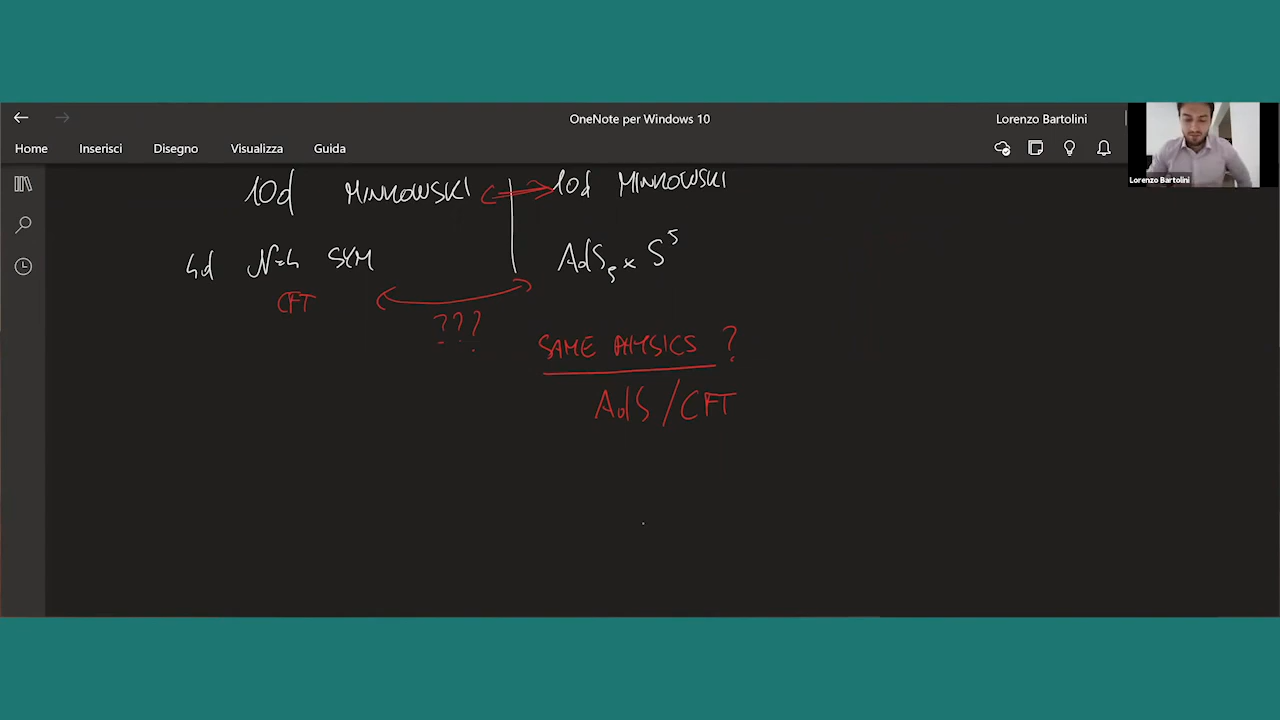 OneNote per Windows 10
Lorenzo Bartolini
Home Inserisci Disegno Visualizza Guida
Lorenzo Bartolini
10d MINKOWSKI 10d MINKOWSKI
4d N=4 SYM AdS₅ × S⁵
CFT
???
SAME PHYSICS ?
AdS/CFT